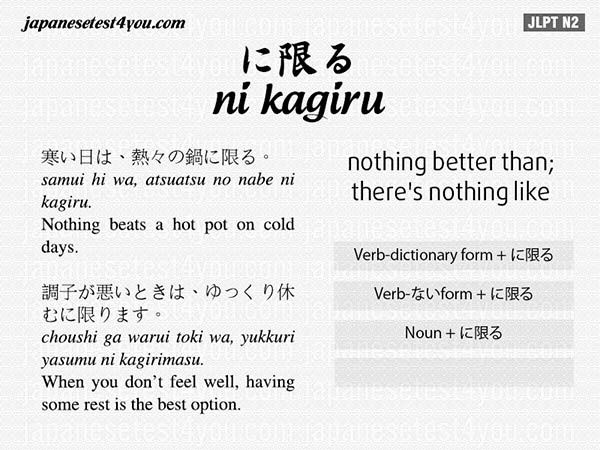 japanesetest4you.com
JLPT N2
に限る
ni kagiru
寒い日は、熱々の鍋に限る。
samui hi wa, atsuatsu no nabe ni
kagiru.
Nothing beats a hot pot on cold
days.
調子が悪いときは、ゆっくり休
むに限ります。
choushi ga warui toki wa, yukkuri
yasumu ni kagirimasu.
When you don't feel well, having
some rest is the best option.
nothing better than;
there's nothing like
Verb-dictionary form + に限る
Verb-ないform + に限る
Noun + に限る